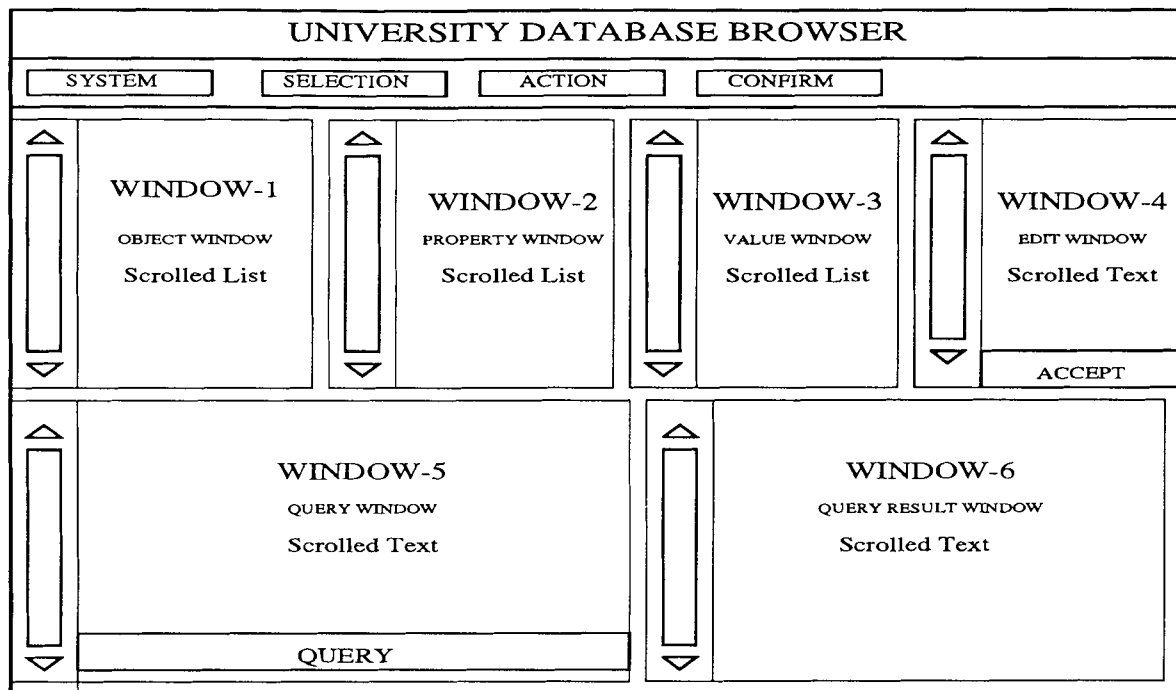 UNIVERSITY DATABASE BROWSER
SYSTEM
SELECTION
ACTION
CONFIRM
WINDOW-1
OBJECT WINDOW
Scrolled List
WINDOW-2
PROPERTY WINDOW
Scrolled List
WINDOW-3
VALUE WINDOW
Scrolled List
WINDOW-4
EDIT WINDOW
Scrolled Text
ACCEPT
WINDOW-5
QUERY WINDOW
Scrolled Text
QUERY
WINDOW-6
QUERY RESULT WINDOW
Scrolled Text